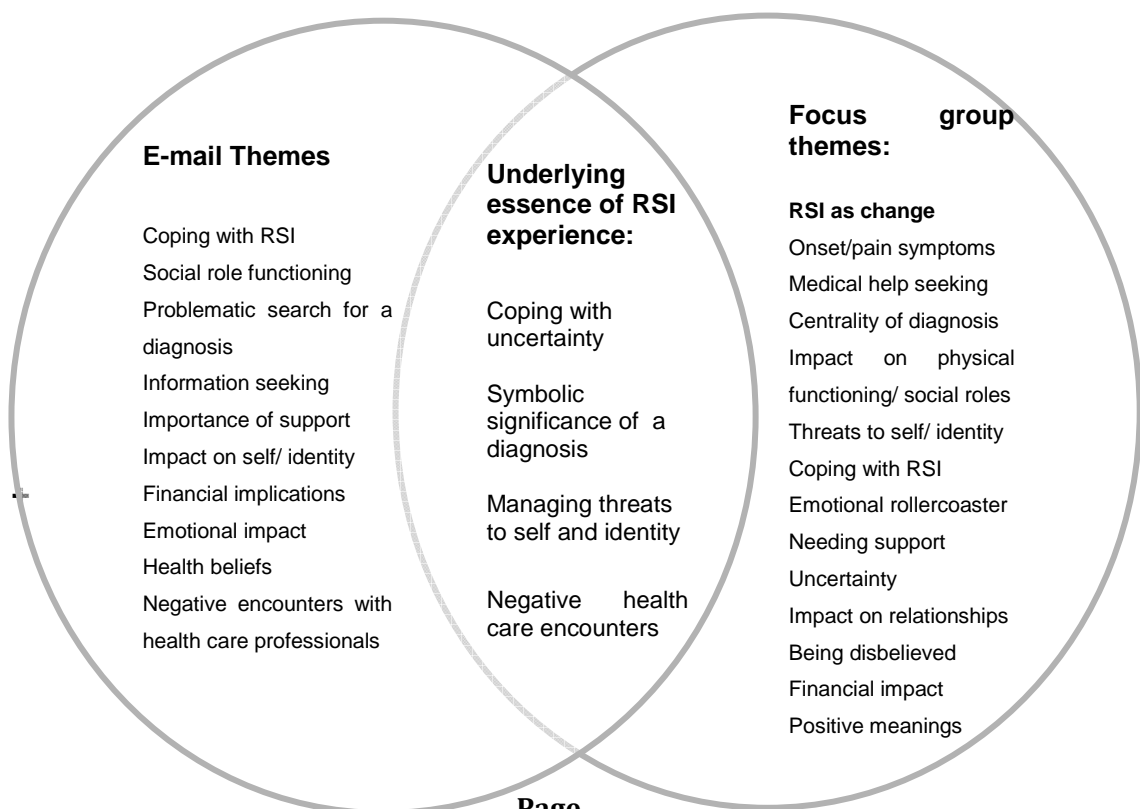 E-mail Themes
Coping with RSI
Social role functioning
Problematic search for a
diagnosis
Information seeking
Importance of support
Impact on self/ identity
Financial implications
Emotional impact
Health beliefs
Negative encounters with
health care professionals
Underlying
essence of RSI
experience:
Coping with
uncertainty
Symbolic
significance of a
diagnosis
Managing threats
to self and identity
Negative health
care encounters
Focus group
themes:
RSI as change
Onset/pain symptoms
Medical help seeking
Centrality of diagnosis
Impact on physical
functioning/ social roles
Threats to self/ identity
Coping with RSI
Emotional rollercoaster
Needing support
Uncertainty
Impact on relationships
Being disbelieved
Financial impact
Positive meanings
Page